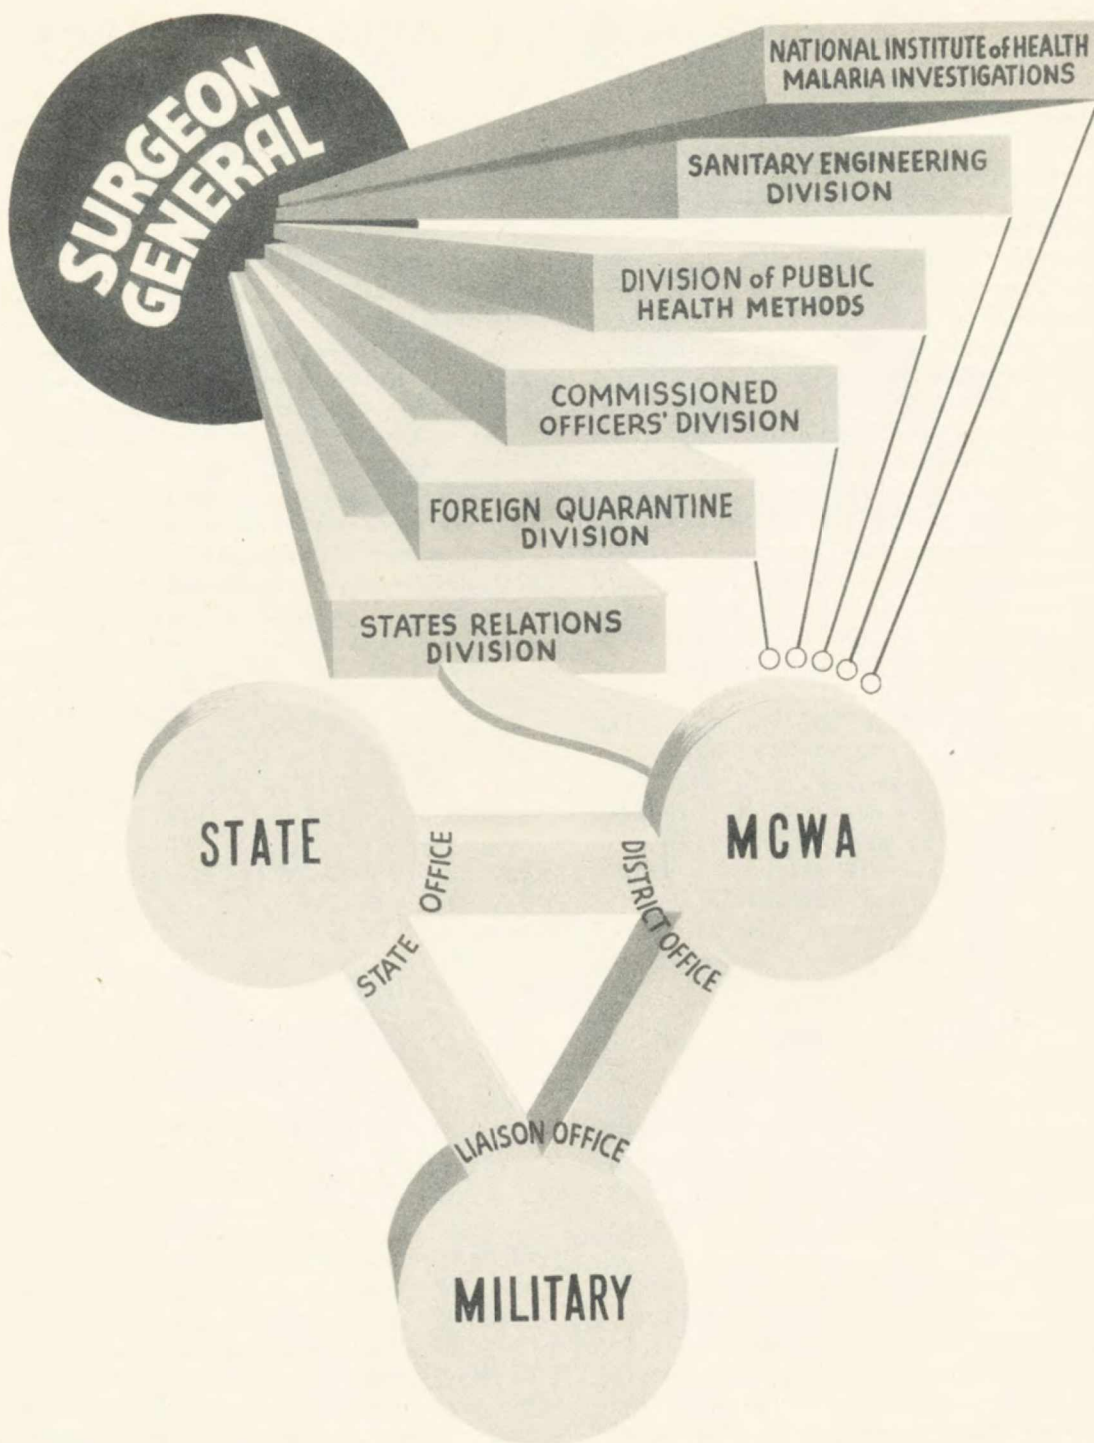 SURGEON
GENERAL
NATIONAL INSTITUTE of HEALTH
MALARIA INVESTIGATIONS
SANITARY ENGINEERING
DIVISION
DIVISION of PUBLIC
HEALTH METHODS
COMMISSIONED
OFFICERS' DIVISION
FOREIGN QUARANTINE
DIVISION
STATES RELATIONS
DIVISION
STATE
MCWA
STATE OFFICE
DISTRICT OFFICE
LIAISON OFFICE
MILITARY